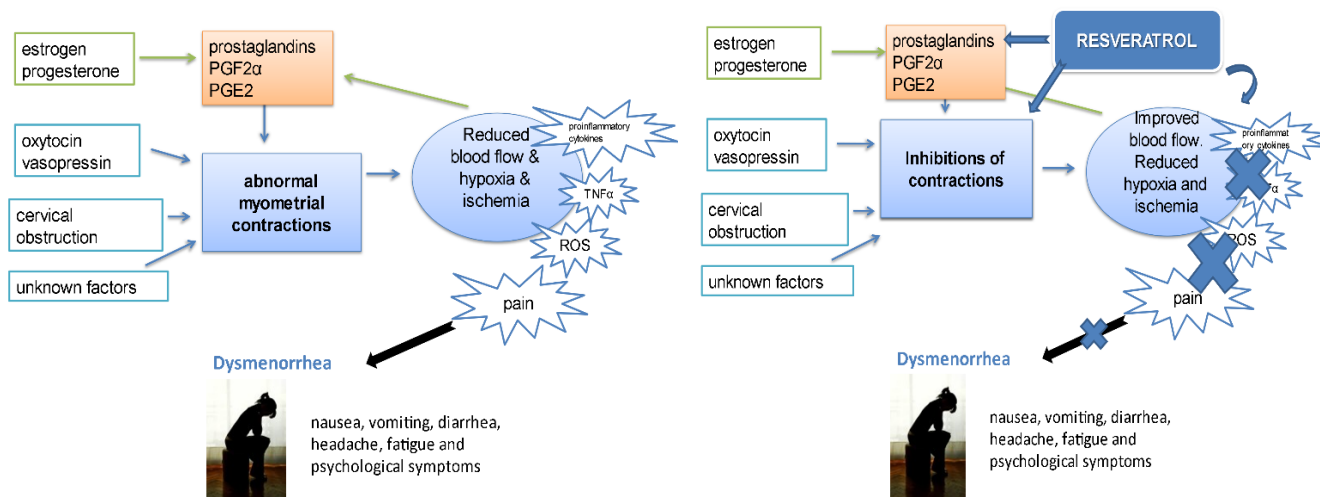 estrogen
progesterone
prostaglandins
PGF2α
PGE2
oxytocin
vasopressin
cervical
obstruction
unknown factors
abnormal
myometrial
contractions
Reduced
blood flow &
hypoxia &
ischemia
proinflammatory
cytokines
TNFα
ROS
pain
Dysmenorrhea
nausea, vomiting, diarrhea,
headache, fatigue and
psychological symptoms
estrogen
progesterone
prostaglandins
PGF2α
PGE2
RESVERATROL
oxytocin
vasopressin
cervical
obstruction
unknown factors
Inhibitions of
contractions
Improved
blood flow.
Reduced
hypoxia and
ischemia
proinflammat
ory cytokines
ROS
pain
Dysmenorrhea
nausea, vomiting, diarrhea,
headache, fatigue and
psychological symptoms